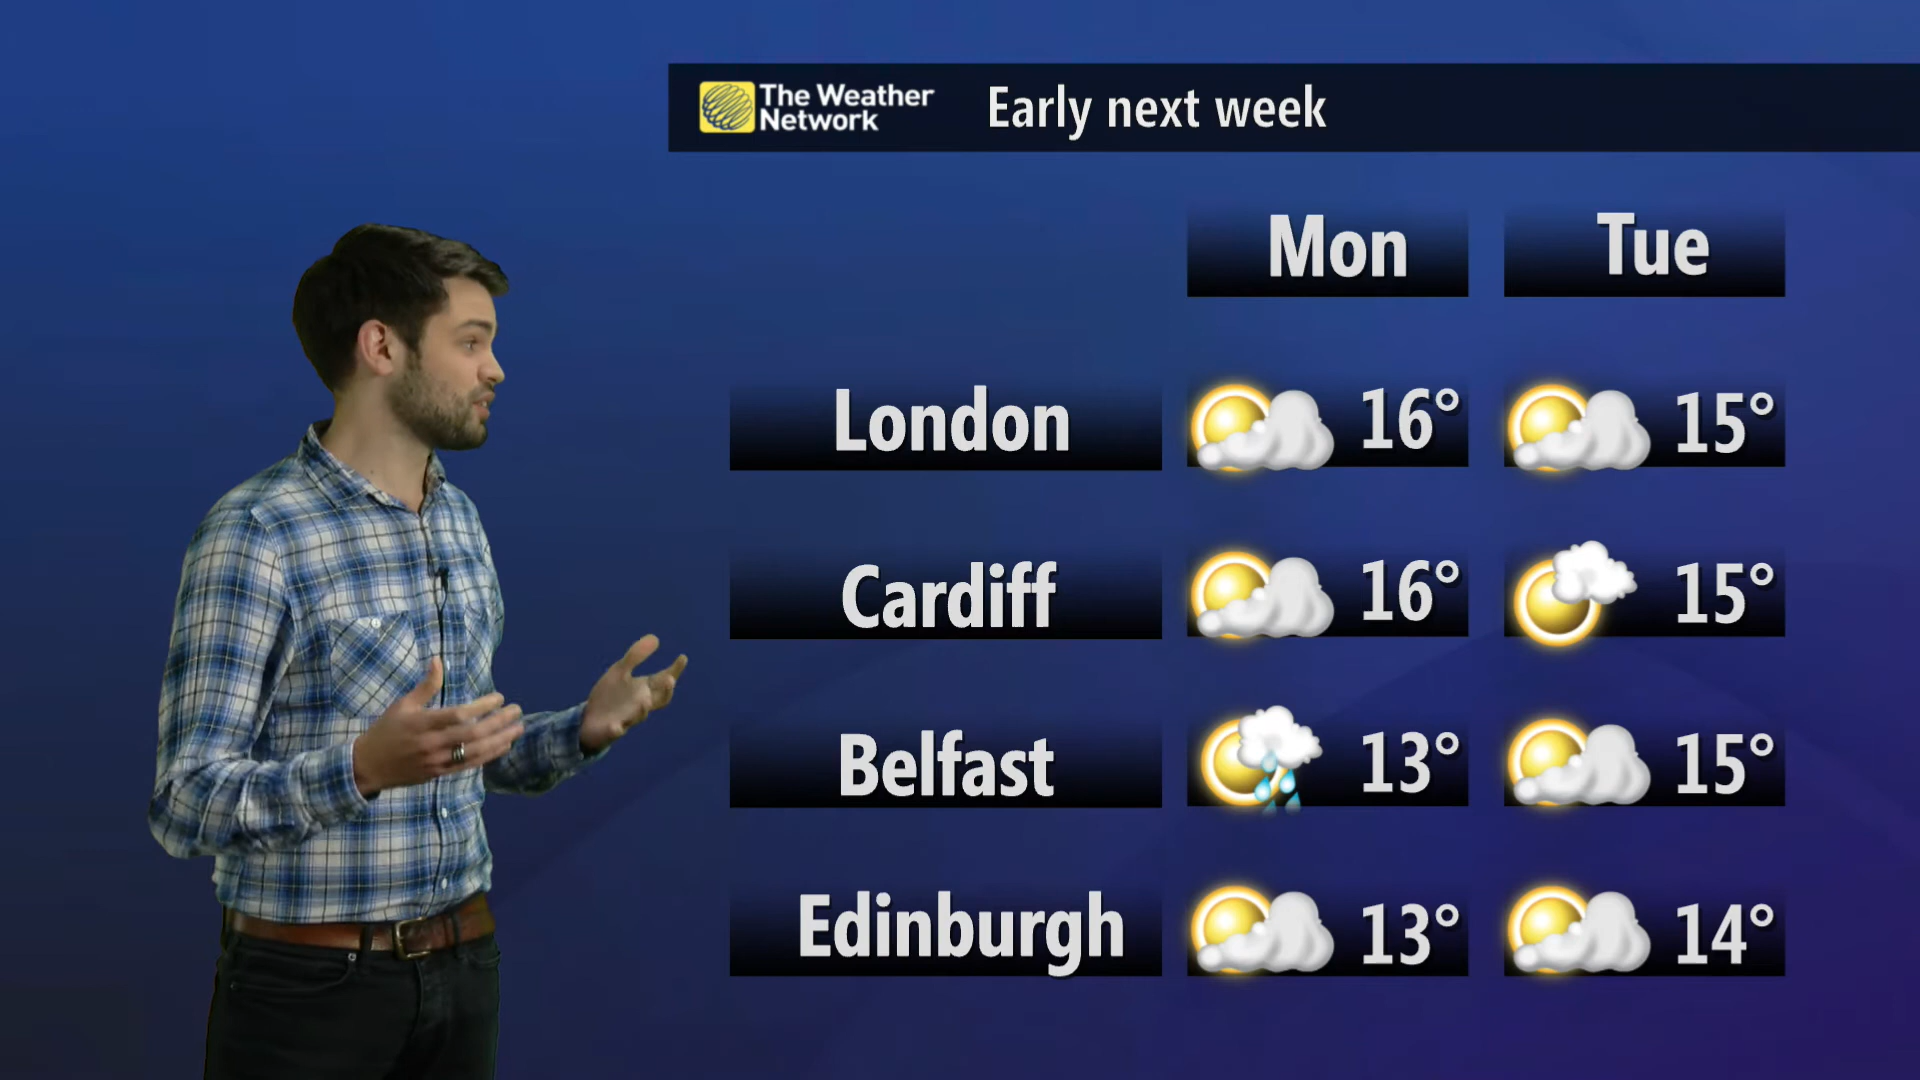 The Weather
Network
Early next week
Mon Tue
London 16° 15°
Cardiff 16° 15°
Belfast 13° 15°
Edinburgh 13° 14°